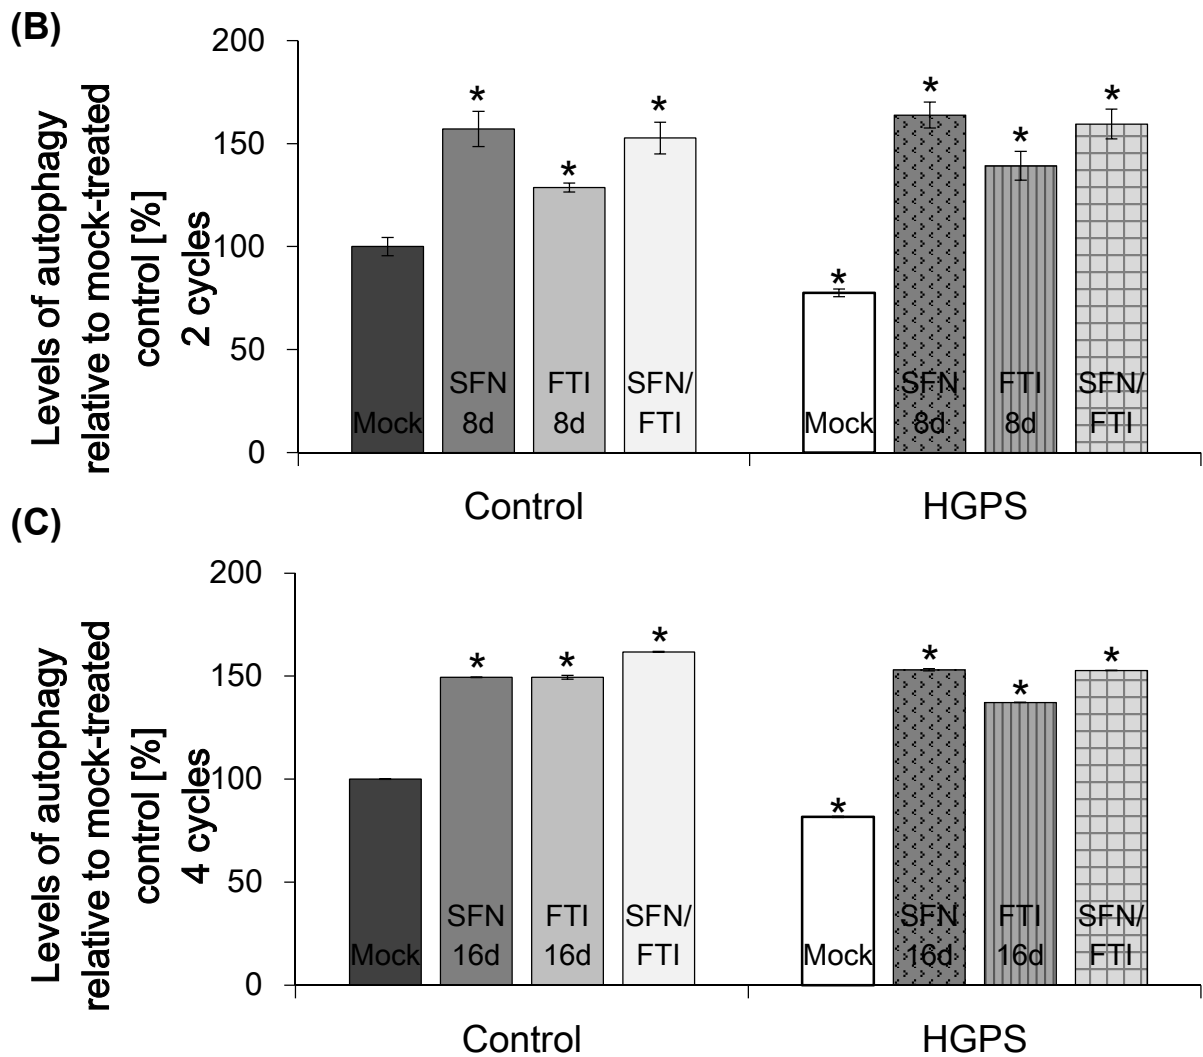 (B)
Levels of autophagy
relative to mock-treated
control [%]
2 cycles
200
150
100
50
0
*
*
*
*
*
*
*
Mock
SFN
8d
FTI
8d
SFN/
FTI
Mock
SFN
8d
FTI
8d
SFN/
FTI
Control
HGPS
(C)
Levels of autophagy
relative to mock-treated
control [%]
4 cycles
200
150
100
50
0
*
*
*
*
*
*
*
Mock
SFN
16d
FTI
16d
SFN/
FTI
Mock
SFN
16d
FTI
16d
SFN/
FTI
Control
HGPS